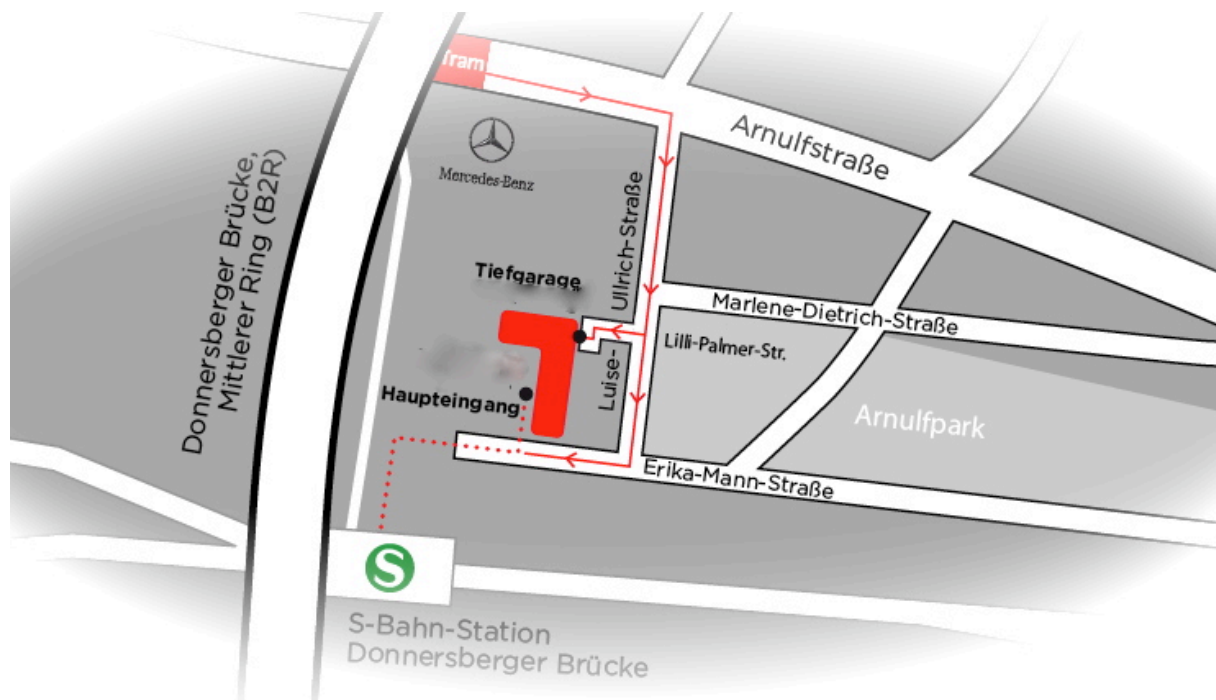 Tram
Arnulfstraße
Mercedes-Benz
Donnersberger Brücke,
Mittlerer Ring (B2R)
Tiefgarage
Luise-Ullrich-Straße
Marlene-Dietrich-Straße
Lilli-Palmer-Str.
Haupteingang
Arnulfpark
Erika-Mann-Straße
S
S-Bahn-Station
Donnersberger Brücke